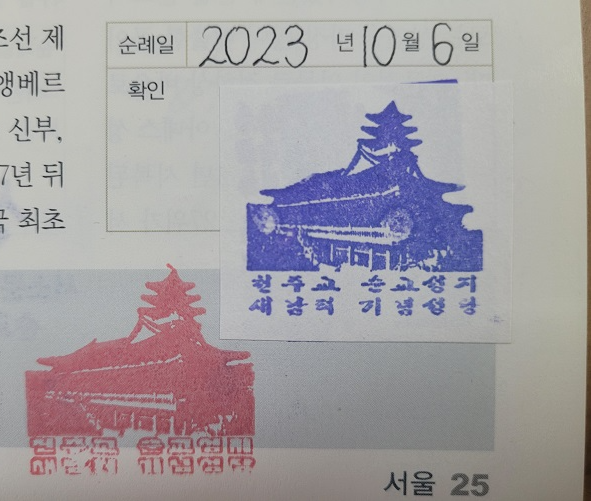 조선 제
앵베르
신부,
7년 뒤
국 최초
순례일 2023 년 10 월 6 일
확인
천주교 순교성지
새남터 기념성당
서울 25